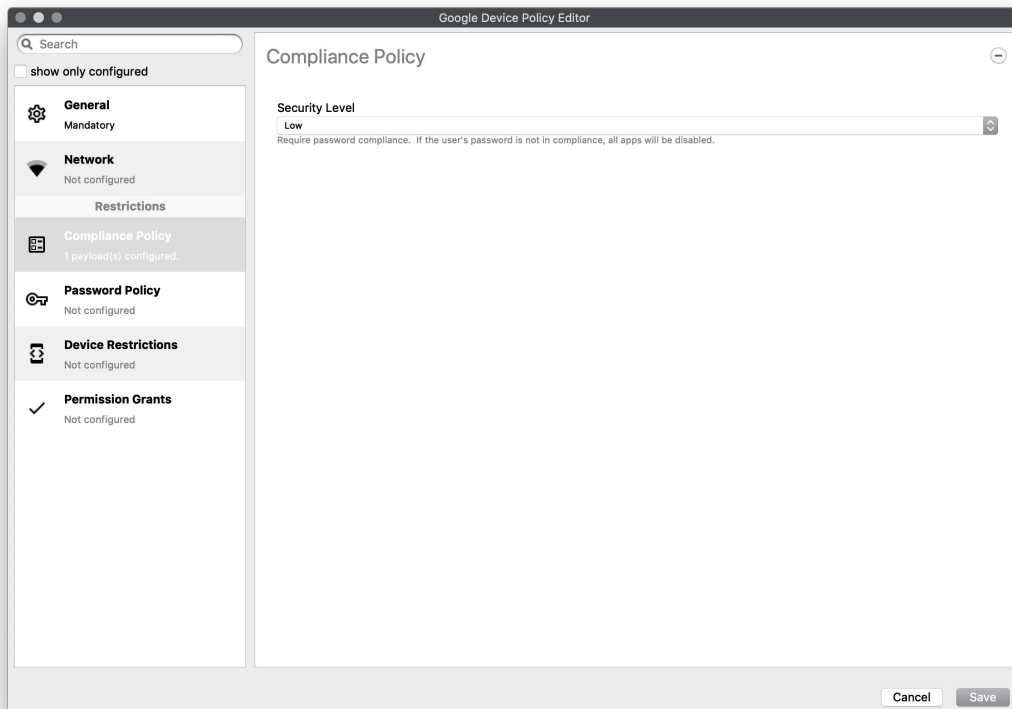 Google Device Policy Editor
Search
show only configured
General
Mandatory
Network
Not configured
Restrictions
Compliance Policy
1 payload(s) configured.
Password Policy
Not configured
Device Restrictions
Not configured
Permission Grants
Not configured
Compliance Policy
Security Level
Low
Require password compliance. If the user's password is not in compliance, all apps will be disabled.
Cancel
Save